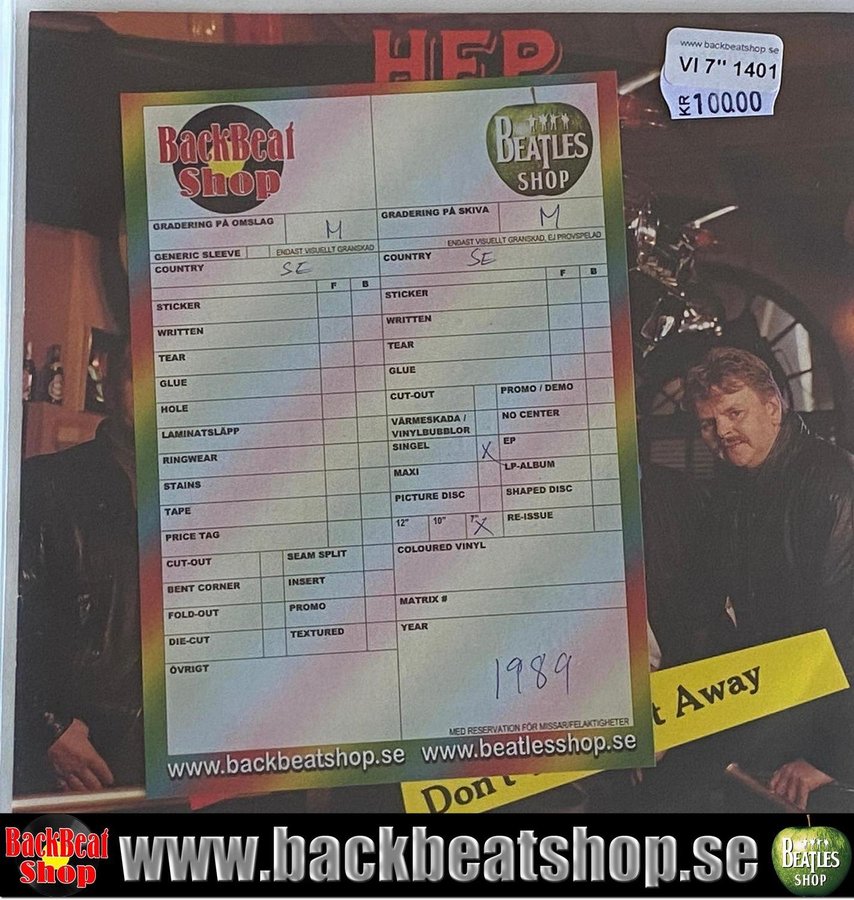 HEP
www.backbeatshop.se
VI 7" 1401
KR 100.00
BackBeat
Shop
BEATLES
SHOP
GRADERING PÅ OMSLAG M
GRADERING PÅ SKIVA M
GENERIC SLEEVE ENDAST VISUELLT GRANSKAD
ENDAST VISUELLT GRANSKAD, EJ PROVSPELAD
COUNTRY SE
COUNTRY SE
F B
F B
STICKER
STICKER
WRITTEN
WRITTEN
TEAR
TEAR
GLUE
GLUE
HOLE
CUT-OUT PROMO / DEMO
LAMINATSLÄPP
VÄRMESKADA /
VINYLBUBBLOR NO CENTER
RINGWEAR
SINGEL X EP
STAINS
MAXI LP-ALBUM
TAPE
PICTURE DISC SHAPED DISC
PRICE TAG
12" 10" 7" X RE-ISSUE
CUT-OUT SEAM SPLIT
COLOURED VINYL
BENT CORNER INSERT
FOLD-OUT PROMO
MATRIX #
DIE-CUT TEXTURED
YEAR
ÖVRIGT
1989
MED RESERVATION FÖR MISSAR/FELAKTIGHETER
www.backbeatshop.se www.beatlesshop.se
Don't
t Away
BackBeat
Shop
www.backbeatshop.se
BEATLES
SHOP